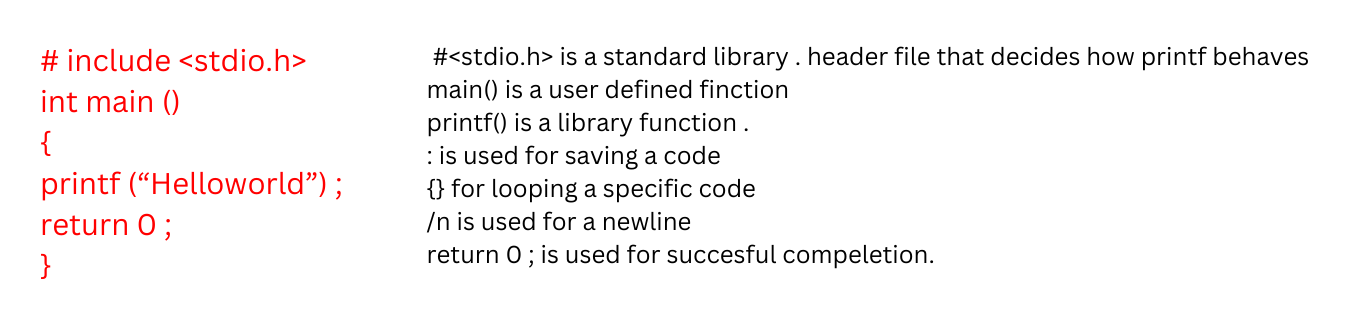 # include <stdio.h>
int main ()
{
printf (“Helloworld”) ;
return 0 ;
}
#<stdio.h> is a standard library . header file that decides how printf behaves
main() is a user defined finction
printf() is a library function .
: is used for saving a code
{} for looping a specific code
/n is used for a newline
return 0 ; is used for succesful compeletion.